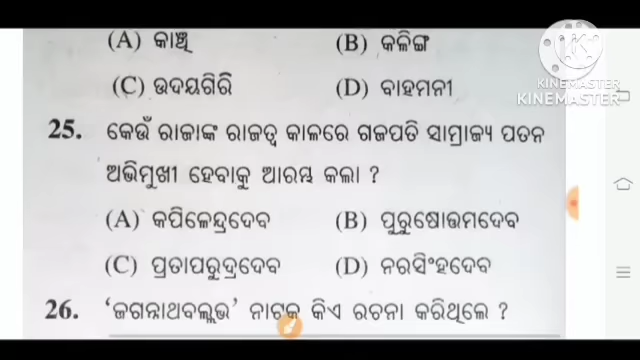 (A) କାଞ୍ଚି (B) କଳିଙ୍ଗ
(C) ଉଦୟଗିରି (D) ବାହମନୀ
KINEMASTER
KINEMASTER
25. କେଉଁ ରାଜାଙ୍କ ରାଜତ୍ଵ କାଳରେ ଗଜପତି ସାମ୍ରାଜ୍ୟ ପତନ
ଅଭିମୁଖୀ ହେବାକୁ ଆରମ୍ଭ କଲା ?
(A) କପିଳେନ୍ଦ୍ରଦେବ (B) ପୁରୁଷୋତ୍ତମଦେବ
(C) ପ୍ରତାପରୁଦ୍ରଦେବ (D) ନରସିଂହଦେବ
26. ‘ଜଗନ୍ନାଥବଲ୍ଲଭ’ ନାଟକ କିଏ ରଚନା କରିଥିଲେ ?